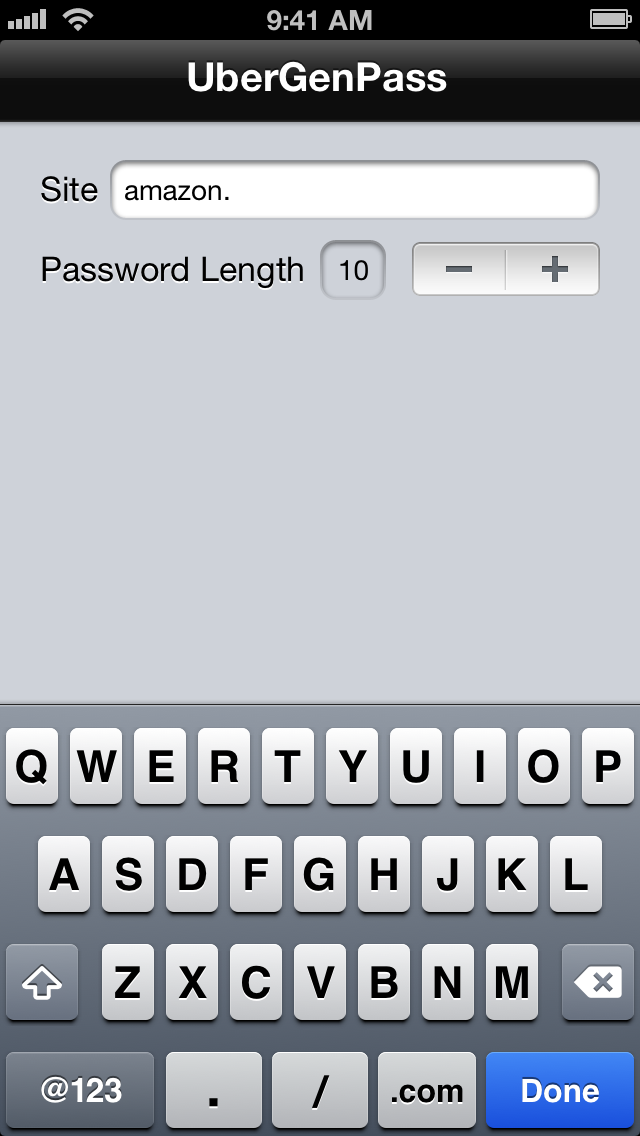 9:41 AM
UberGenPass
Site amazon.
Password Length 10 − +
Q W E R T Y U I O P
A S D F G H J K L
Z X C V B N M
@123 . / .com Done